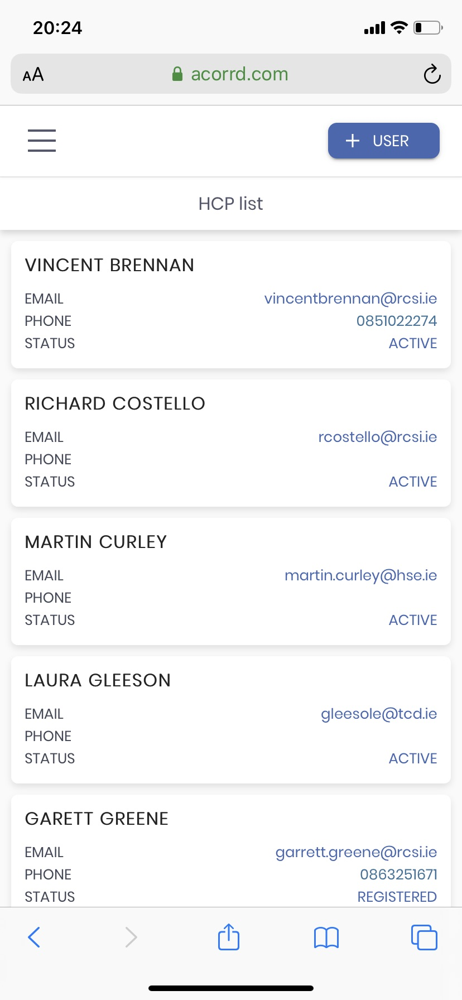 20:24
AA acorrd.com
+ USER
HCP list
VINCENT BRENNAN
EMAIL vincentbrennan@rcsi.ie
PHONE 0851022274
STATUS ACTIVE
RICHARD COSTELLO
EMAIL rcostello@rcsi.ie
PHONE
STATUS ACTIVE
MARTIN CURLEY
EMAIL martin.curley@hse.ie
PHONE
STATUS ACTIVE
LAURA GLEESON
EMAIL gleesole@tcd.ie
PHONE
STATUS ACTIVE
GARETT GREENE
EMAIL garrett.greene@rcsi.ie
PHONE 0863251671
STATUS REGISTERED